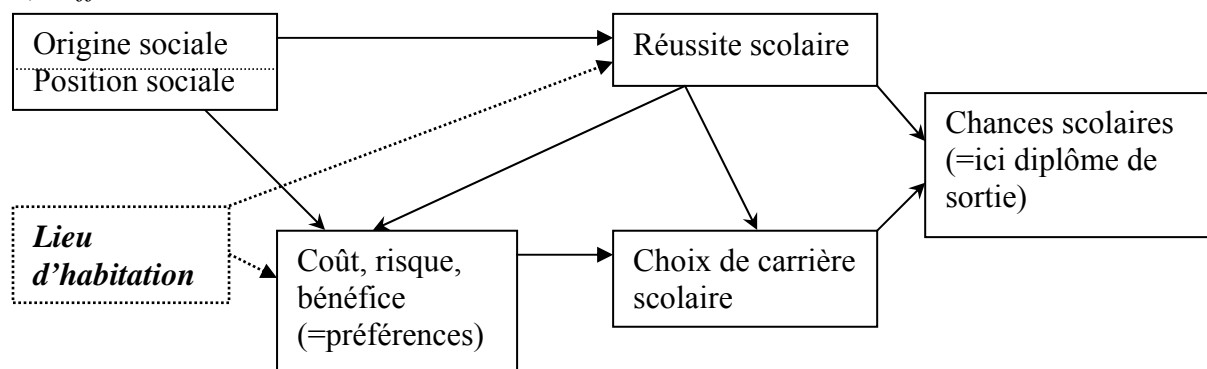 Origine sociale
Position sociale
Réussite scolaire
Chances scolaires
(=ici diplôme de
sortie)
Lieu
d’habitation
Coût, risque,
bénéfice
(=préférences)
Choix de carrière
scolaire